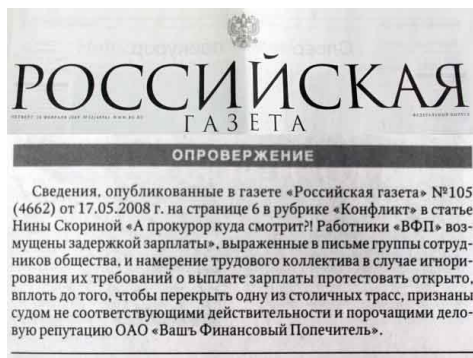 РОССИЙСКАЯ
ГАЗЕТА
ФЕДЕРАЛЬНЫЙ ВЫПУСК
ОПРОВЕРЖЕНИЕ
Сведения, опубликованные в газете «Российская газета» №105
(4662) от 17.05.2008 г. на странице 6 в рубрике «Конфликт» в статье
Нины Скориной «А прокурор куда смотрит?! Работники «ВФП» воз-
мущены задержкой зарплаты», выраженные в письме группы сотруд-
ников общества, и намерение трудового коллектива в случае игнори-
рования их требований о выплате зарплаты протестовать открыто,
вплоть до того, чтобы перекрыть одну из столичных трасс, признаны
судом не соответствующими действительности и порочащими дело-
вую репутацию ОАО «Вашъ Финансовый Попечитель».